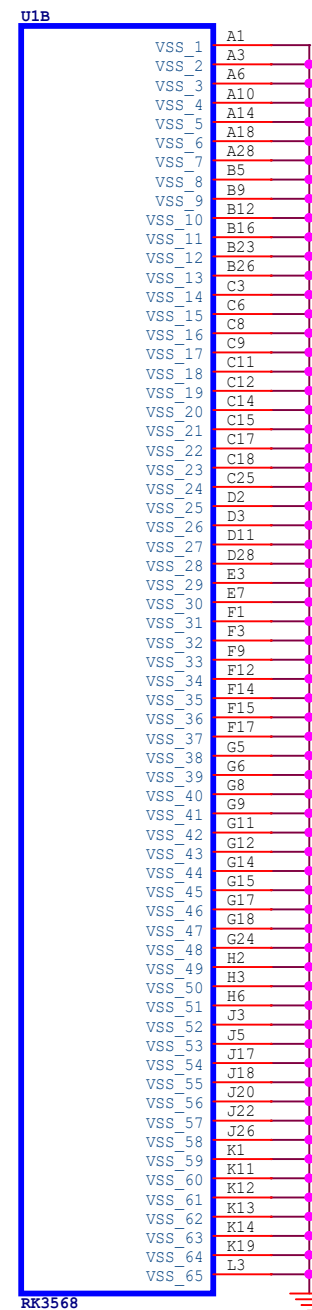 U1B
VSS_1 A1
VSS_2 A3
VSS_3 A6
VSS_4 A10
VSS_5 A14
VSS_6 A18
VSS_7 A28
VSS_8 B5
VSS_9 B9
VSS_10 B12
VSS_11 B16
VSS_12 B23
VSS_13 B26
VSS_14 C3
VSS_15 C6
VSS_16 C8
VSS_17 C9
VSS_18 C11
VSS_19 C12
VSS_20 C14
VSS_21 C15
VSS_22 C17
VSS_23 C18
VSS_24 C25
VSS_25 D2
VSS_26 D3
VSS_27 D11
VSS_28 D28
VSS_29 E3
VSS_30 E7
VSS_31 F1
VSS_32 F3
VSS_33 F9
VSS_34 F12
VSS_35 F14
VSS_36 F15
VSS_37 F17
VSS_38 G5
VSS_39 G6
VSS_40 G8
VSS_41 G9
VSS_42 G11
VSS_43 G12
VSS_44 G14
VSS_45 G15
VSS_46 G17
VSS_47 G18
VSS_48 G24
VSS_49 H2
VSS_50 H3
VSS_51 H6
VSS_52 J3
VSS_53 J5
VSS_54 J17
VSS_55 J18
VSS_56 J20
VSS_57 J22
VSS_58 J26
VSS_59 K1
VSS_60 K11
VSS_61 K12
VSS_62 K13
VSS_63 K14
VSS_64 K19
VSS_65 L3
RK3568